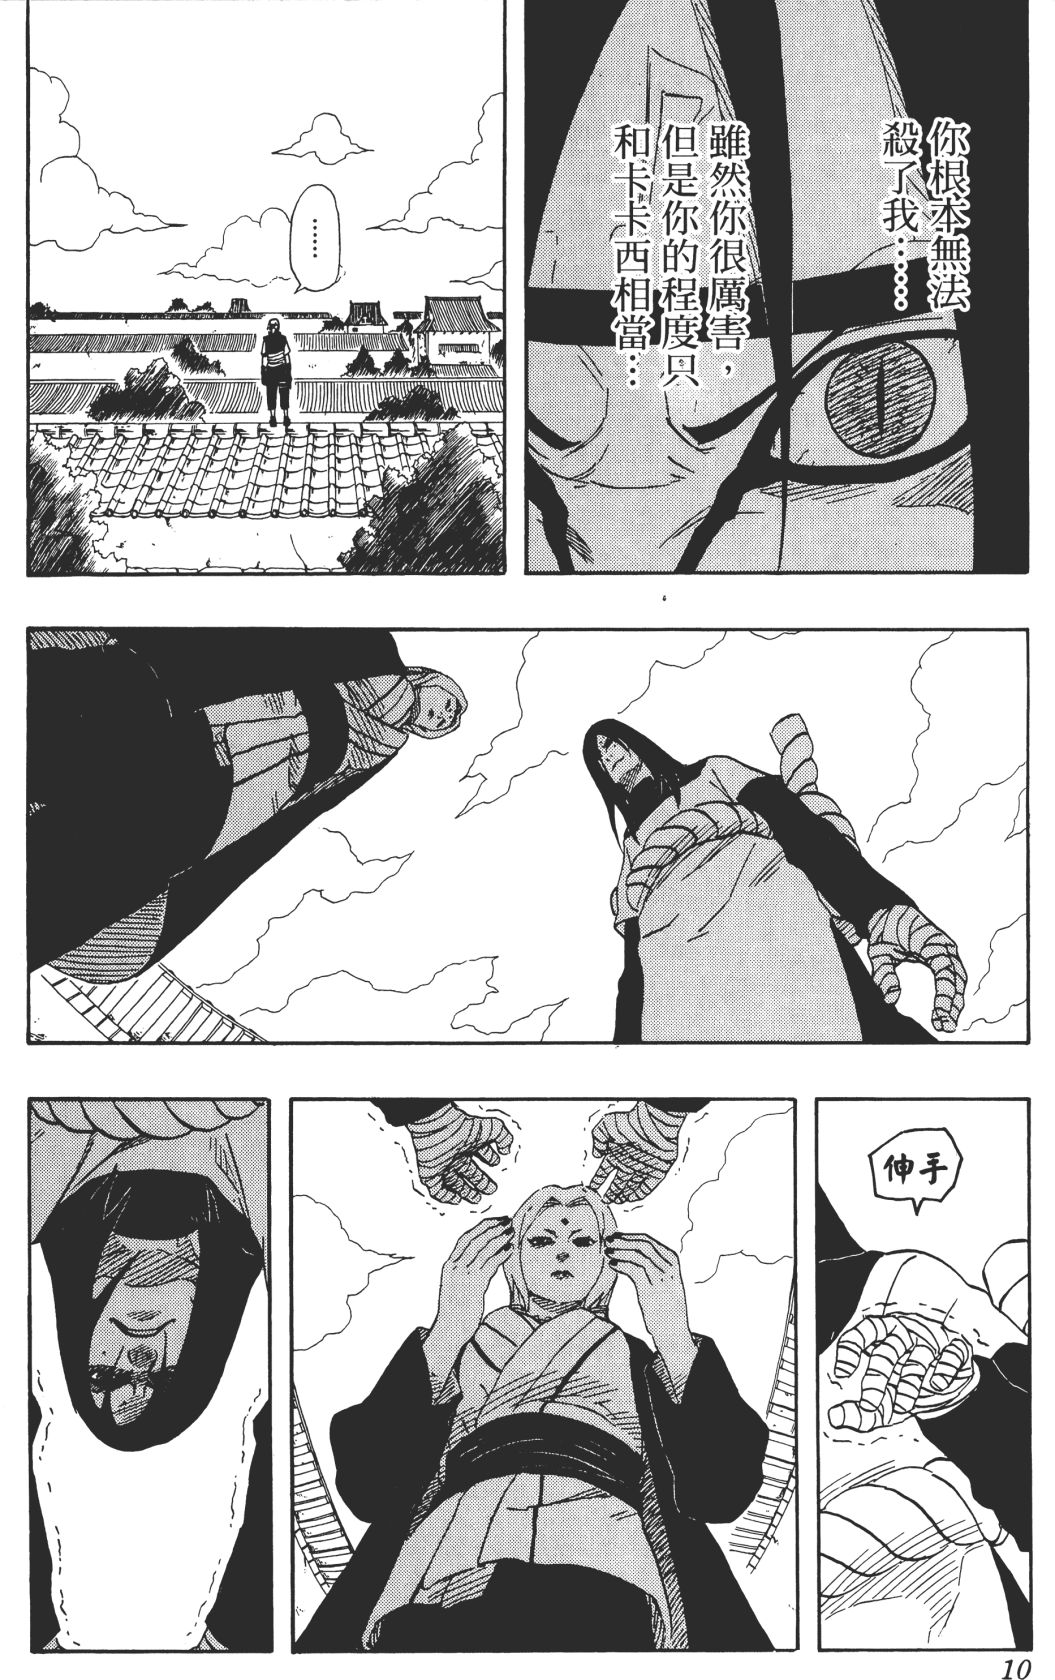 你根本無法
殺了我……
雖然你很厲害，
但是你的程度只
和卡卡西相當…
……
伸手
10